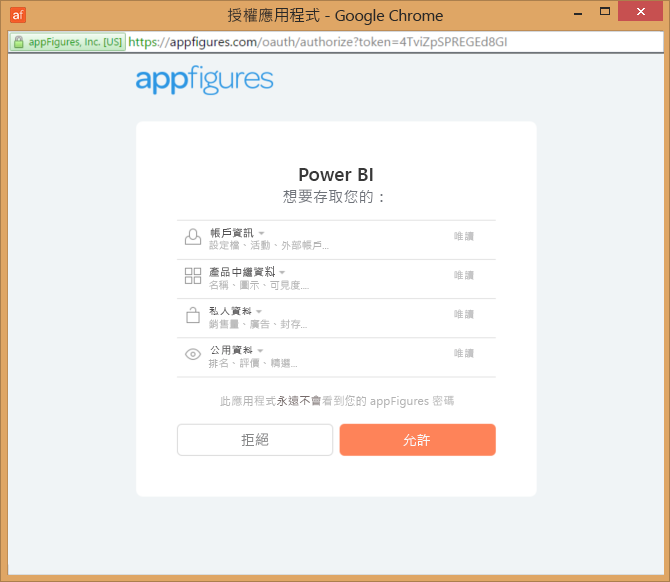 af 授權應用程式 - Google Chrome
appFigures, Inc. [US] https://appfigures.com/oauth/authorize?token=4TviZpSPREGEd8GI
appfigures
Power BI
想要存取您的：
帳戶資訊
唯讀
設定檔、活動、外部帳戶...
產品中繼資料
唯讀
名稱、圖示、可見度....
私人資料
唯讀
銷售量、廣告、封存...
公用資料
唯讀
排名、評價、精選...
此應用程式永遠不會看到您的 appFigures 密碼
拒絕
允許